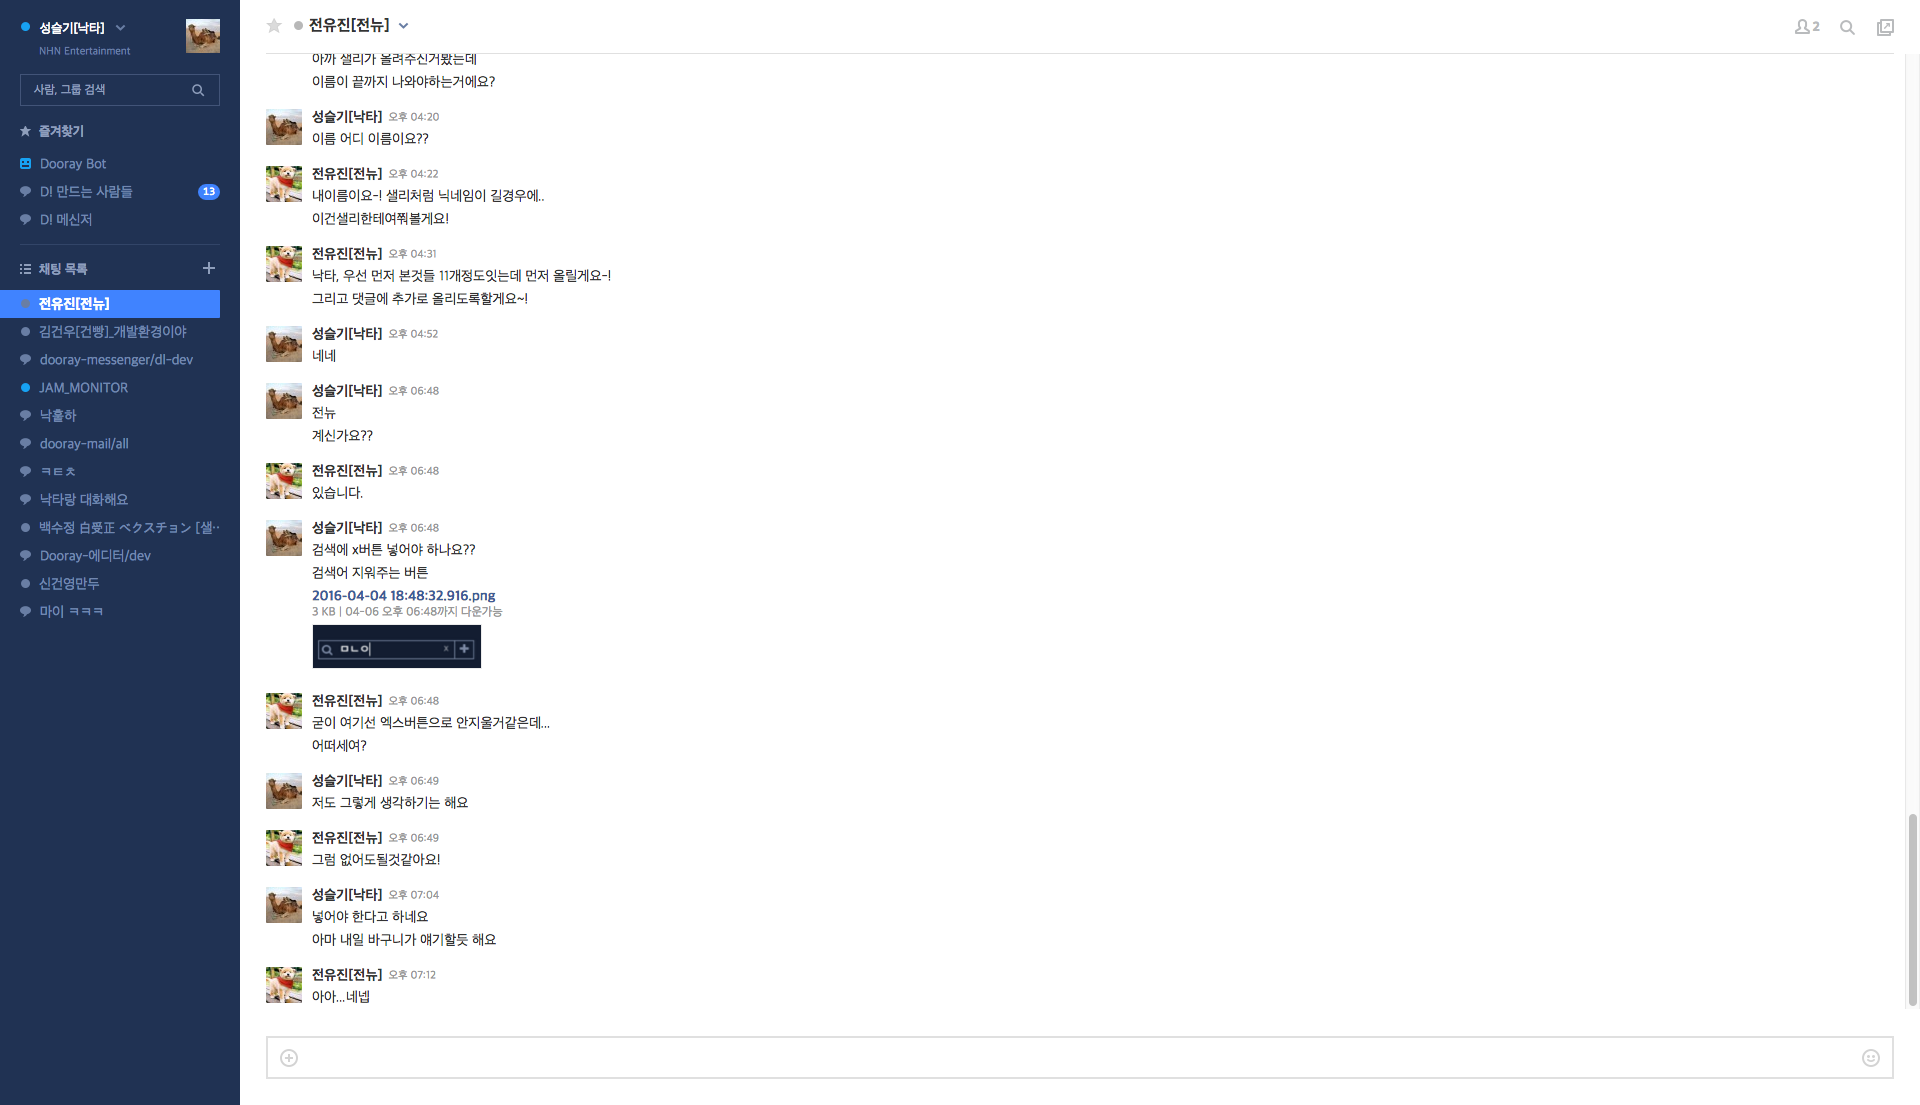 성슬기[낙타]
NHN Entertainment
사람, 그룹 검색
즐겨찾기
Dooray Bot
D! 만드는 사람들 13
D! 메신저
채팅 목록
전유진[전뉴]
김건우[건빵]_개발환경이야
dooray-messenger/dl-dev
JAM_MONITOR
낙훌하
dooray-mail/all
ㅋㅌㅊ
낙타랑 대화해요
백수정 白受正 ベクスチョン [샐··
Dooray-에디터/dev
신건영만두
마이 ㅋㅋㅋ
전유진[전뉴]
2
아까 샐리가 올려주신거봤는데
이름이 끝까지 나와야하는거에요?
성슬기[낙타] 오후 04:20
이름 어디 이름이요??
전유진[전뉴] 오후 04:22
내이름이요-! 샐리처럼 닉네임이 길경우에..
이건샐리한테여쭤볼게요!
전유진[전뉴] 오후 04:31
낙타, 우선 먼저 본것들 11개정도잇는데 먼저 올릴게요-!
그리고 댓글에 추가로 올리도록할게요~!
성슬기[낙타] 오후 04:52
네네
성슬기[낙타] 오후 06:48
전뉴
계신가요??
전유진[전뉴] 오후 06:48
있습니다.
성슬기[낙타] 오후 06:48
검색에 x버튼 넣어야 하나요??
검색어 지워주는 버튼
2016-04-04 18:48:32.916.png
3 KB | 04-06 오후 06:48까지 다운가능
ㅁㄴㅇ x
전유진[전뉴] 오후 06:48
굳이 여기선 엑스버튼으로 안지울거같은데...
어떠세여?
성슬기[낙타] 오후 06:49
저도 그렇게 생각하기는 해요
전유진[전뉴] 오후 06:49
그럼 없어도될것같아요!
성슬기[낙타] 오후 07:04
넣어야 한다고 하네요
아마 내일 바구니가 얘기할듯 해요
전유진[전뉴] 오후 07:12
아아...네넵